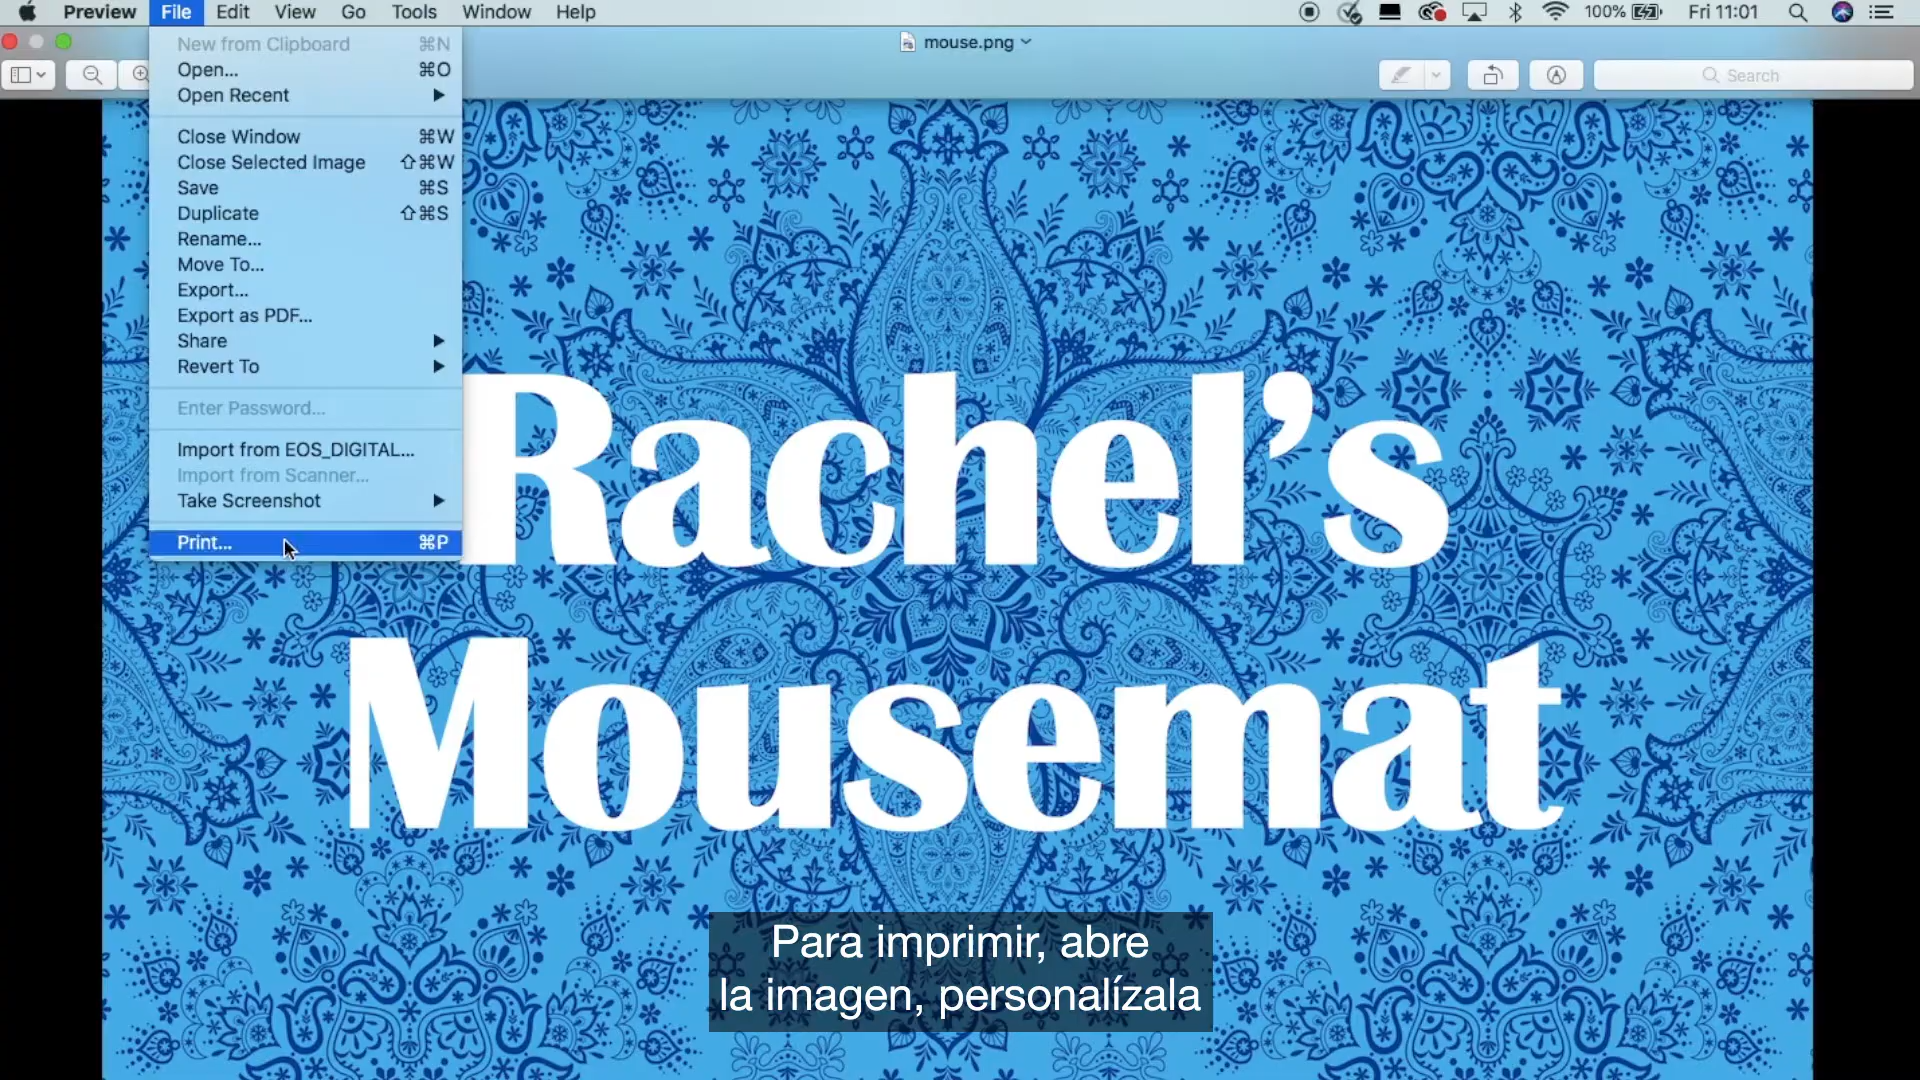 Preview File Edit View Go Tools Window Help 100% Fri 11:01
mouse.png
Search
New from Clipboard ⌘N
Open... ⌘O
Open Recent
Close Window ⌘W
Close Selected Image ⇧⌘W
Save ⌘S
Duplicate ⇧⌘S
Rename...
Move To...
Export...
Export as PDF...
Share
Revert To
Enter Password...
Import from EOS_DIGITAL...
Import from Scanner...
Take Screenshot
Print... ⌘P
Rachel’s
Mousemat
Para imprimir, abre
la imagen, personalízala